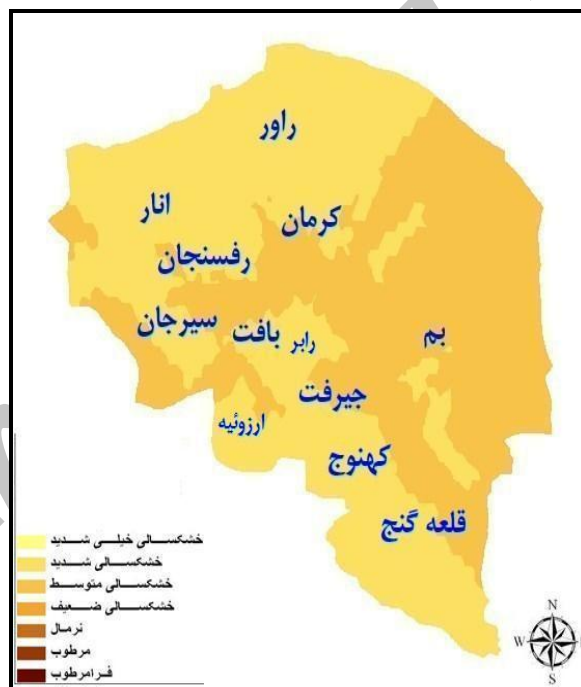 راور
انار
کرمان
رفسنجان
سیرجان
بافت
رابر
بم
جیرفت
ارزوئیه
کهنوج
قلعه گنج
خشکسالی خیلی شدید
خشکسالی شدید
خشکسالی متوسط
خشکسالی ضعیف
نرمال
مرطوب
فرامرطوب
N
W
E
S